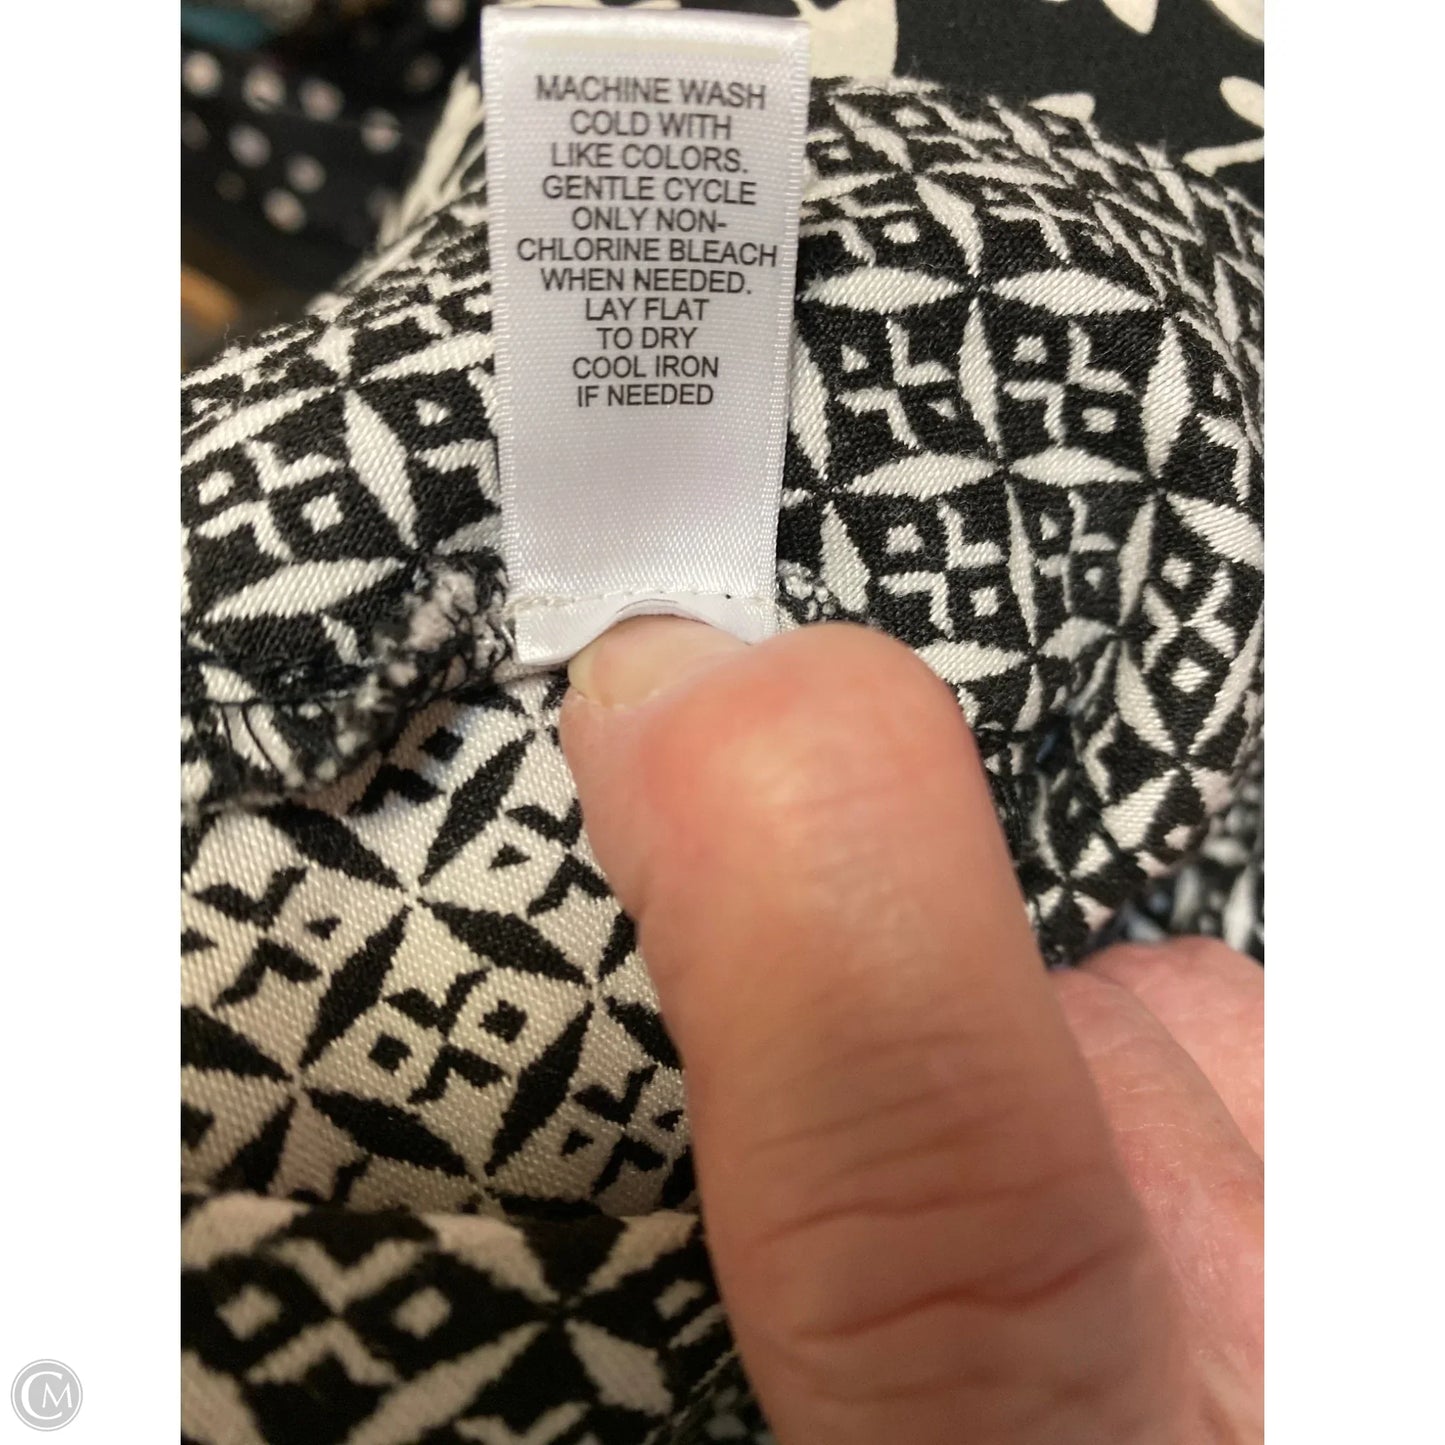 MACHINE WASH
COLD WITH
LIKE COLORS.
GENTLE CYCLE
ONLY NON-
CHLORINE BLEACH
WHEN NEEDED.
LAY FLAT
TO DRY
COOL IRON
IF NEEDED
CM